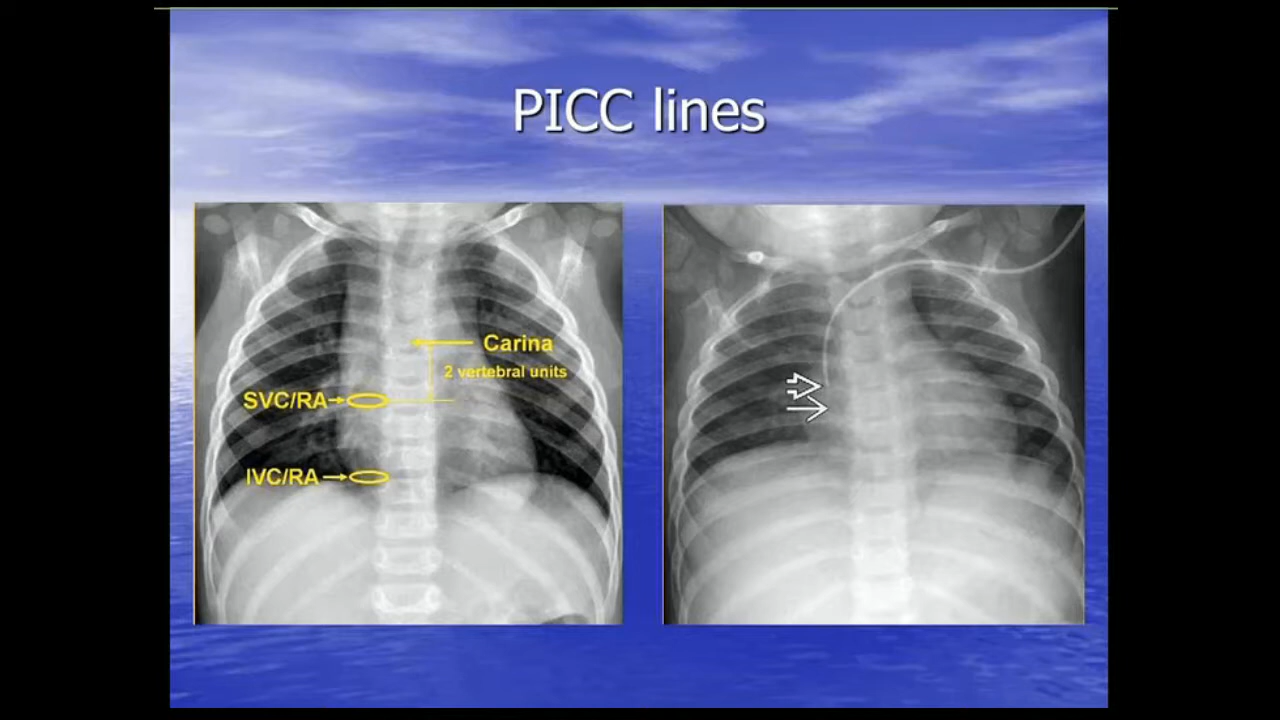 PICC lines
Carina
2 vertebral units
SVC/RA
IVC/RA